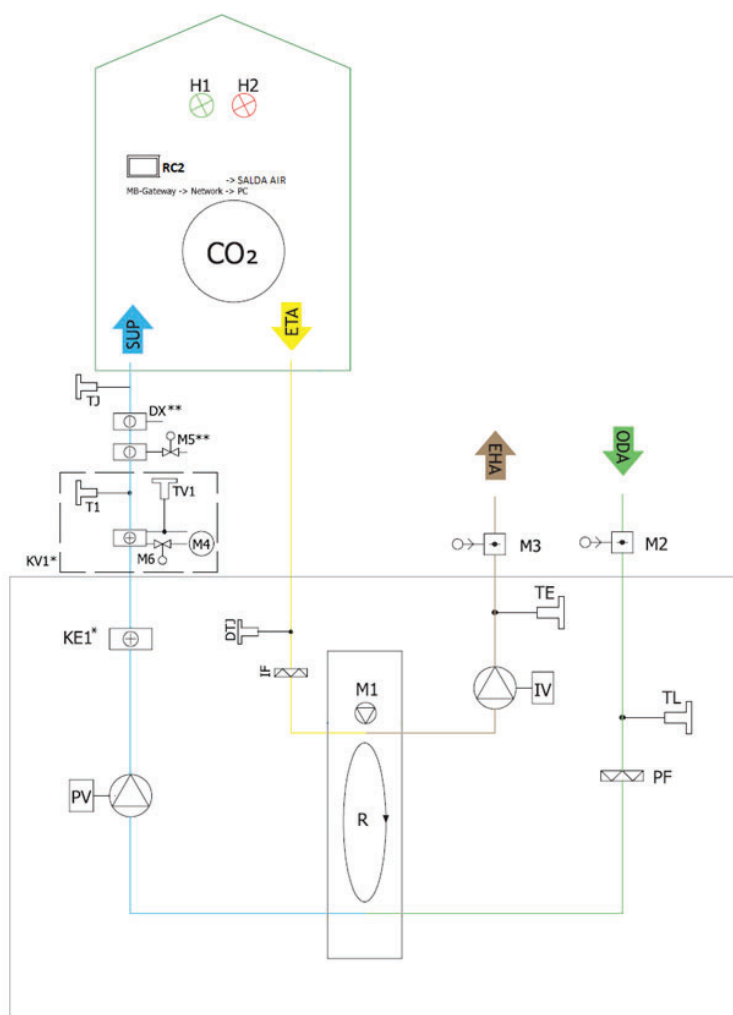 H1 H2
RC2
-> SALDA AIR
MB-Gateway -> Network -> PC
CO₂
SUP
ETA
TJ
DX**
M5**
EHA
ODA
T1
TV1
M4
M6
KV1*
M3
M2
TE
KE1*
DTJ
IF
M1
IV
TL
PV
R
PF